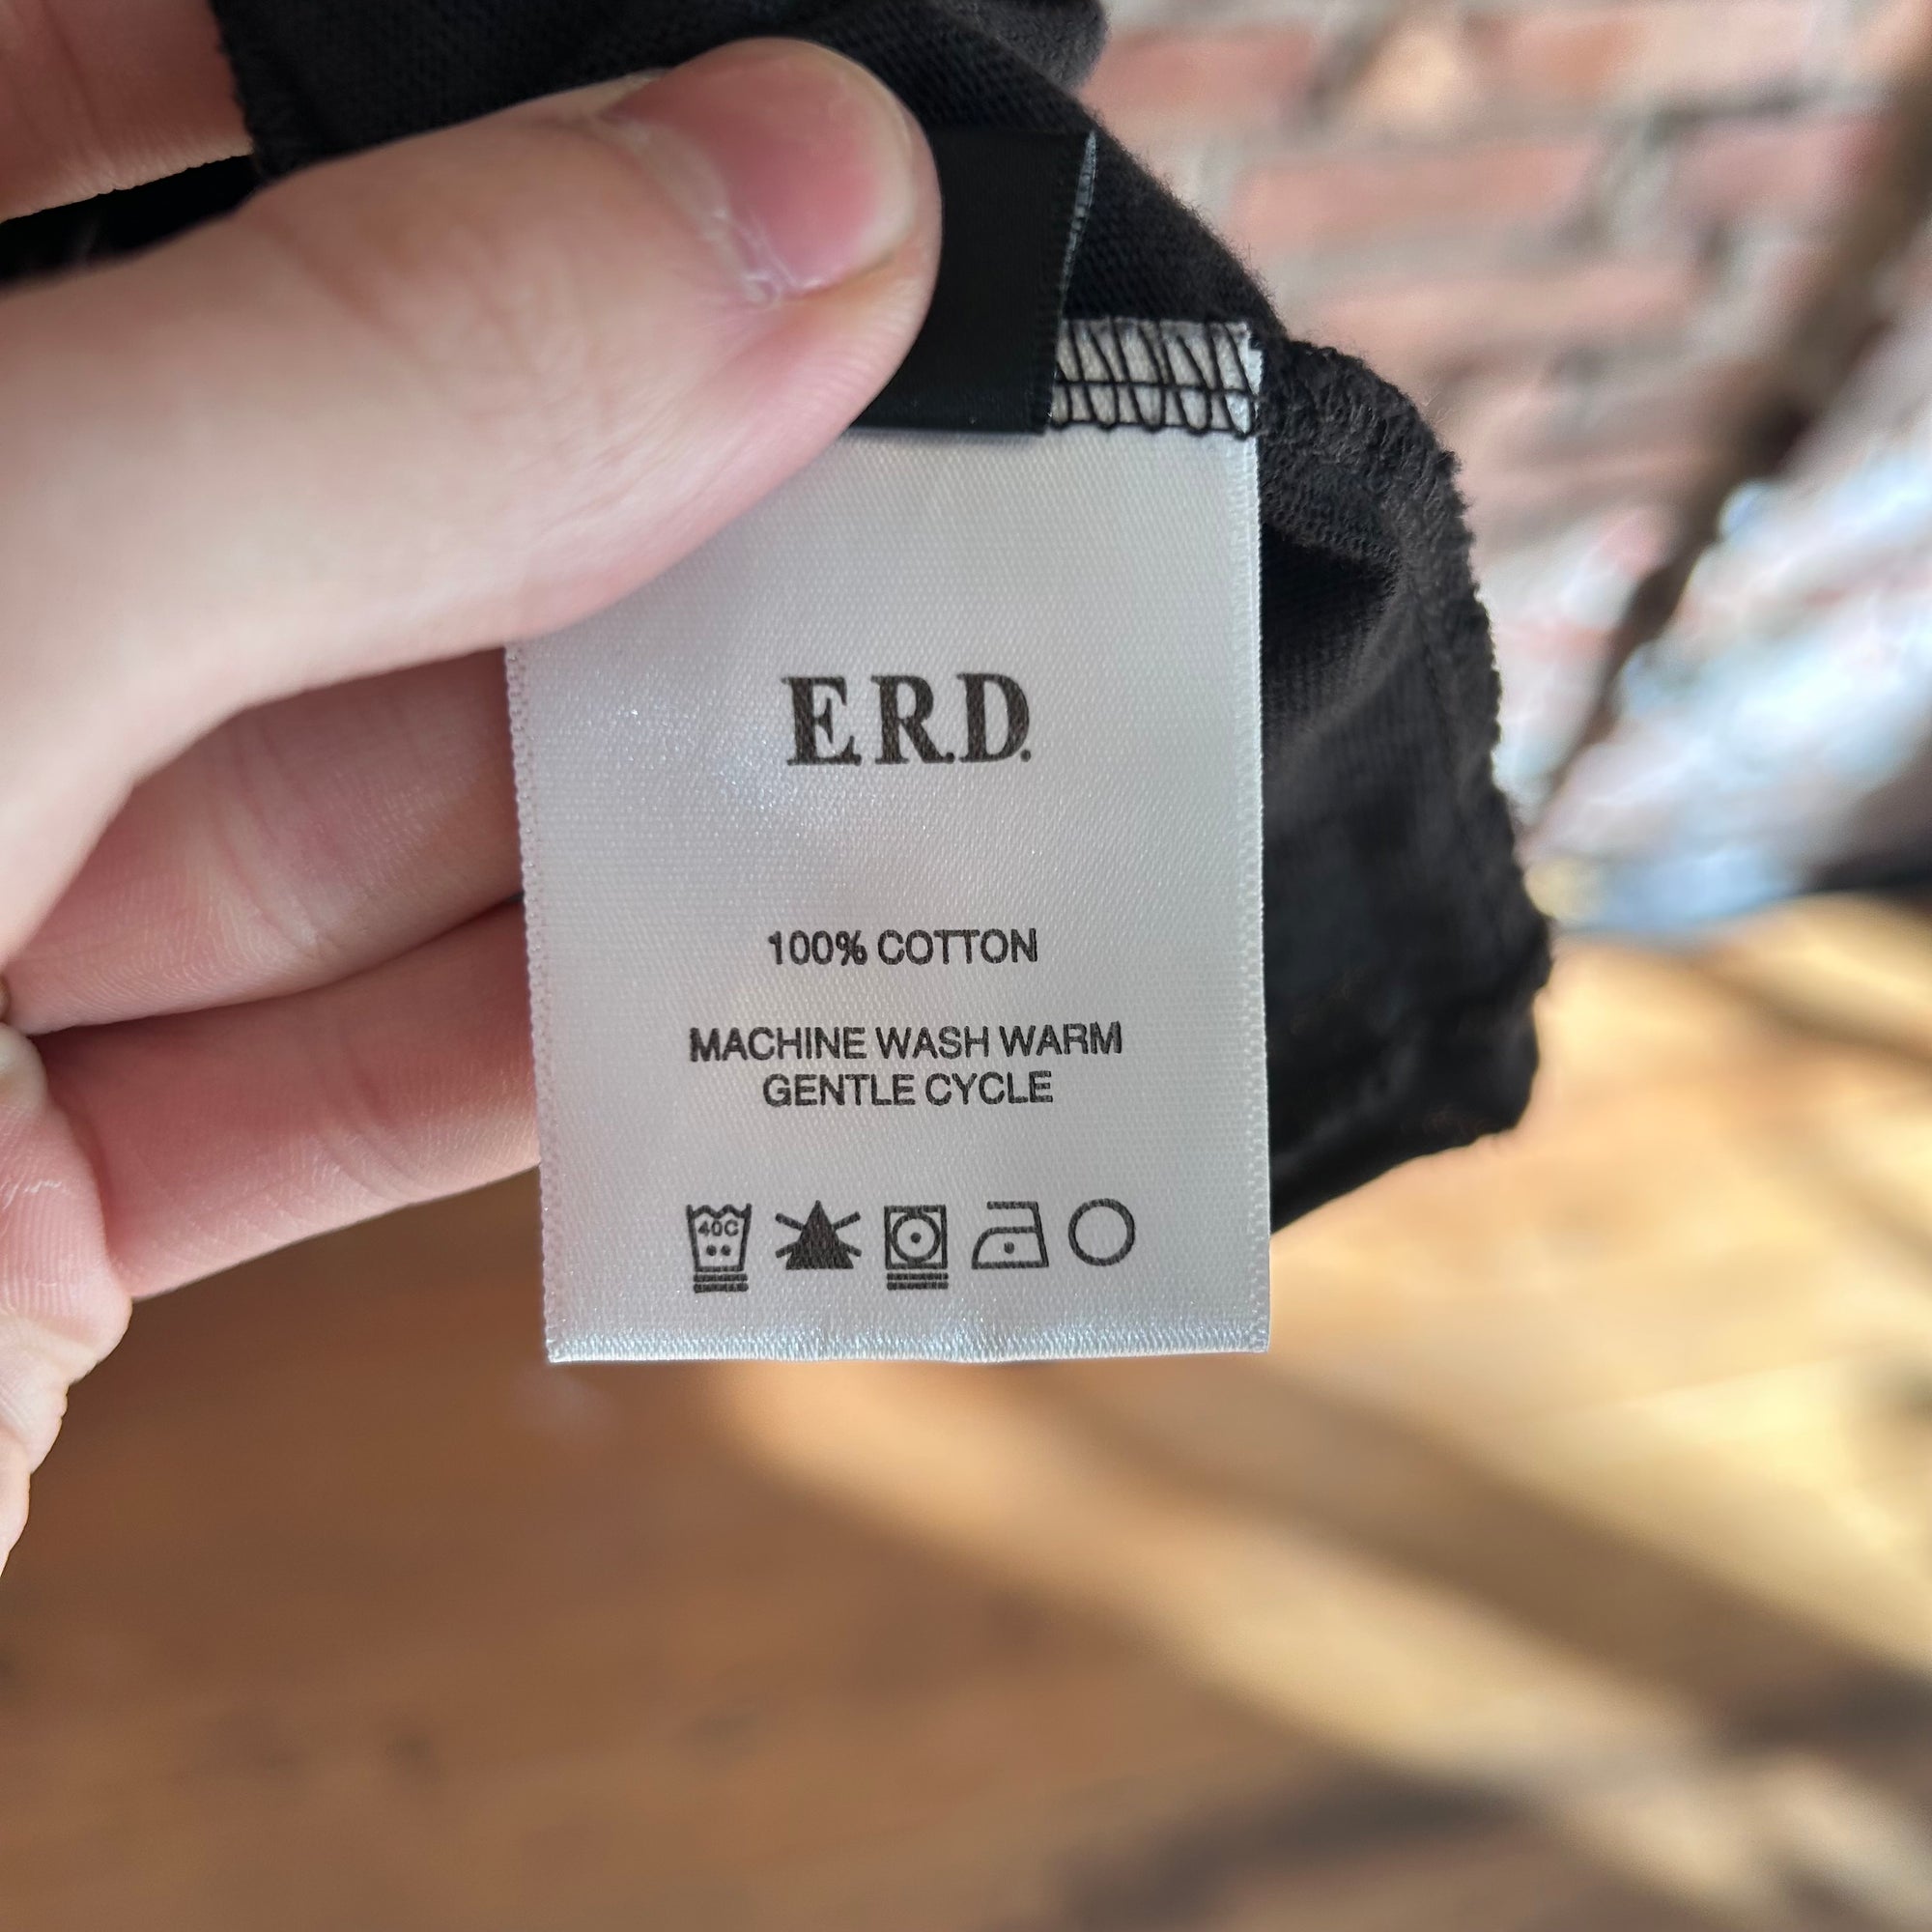 E.R.D.
100% COTTON
MACHINE WASH WARM
GENTLE CYCLE
40C